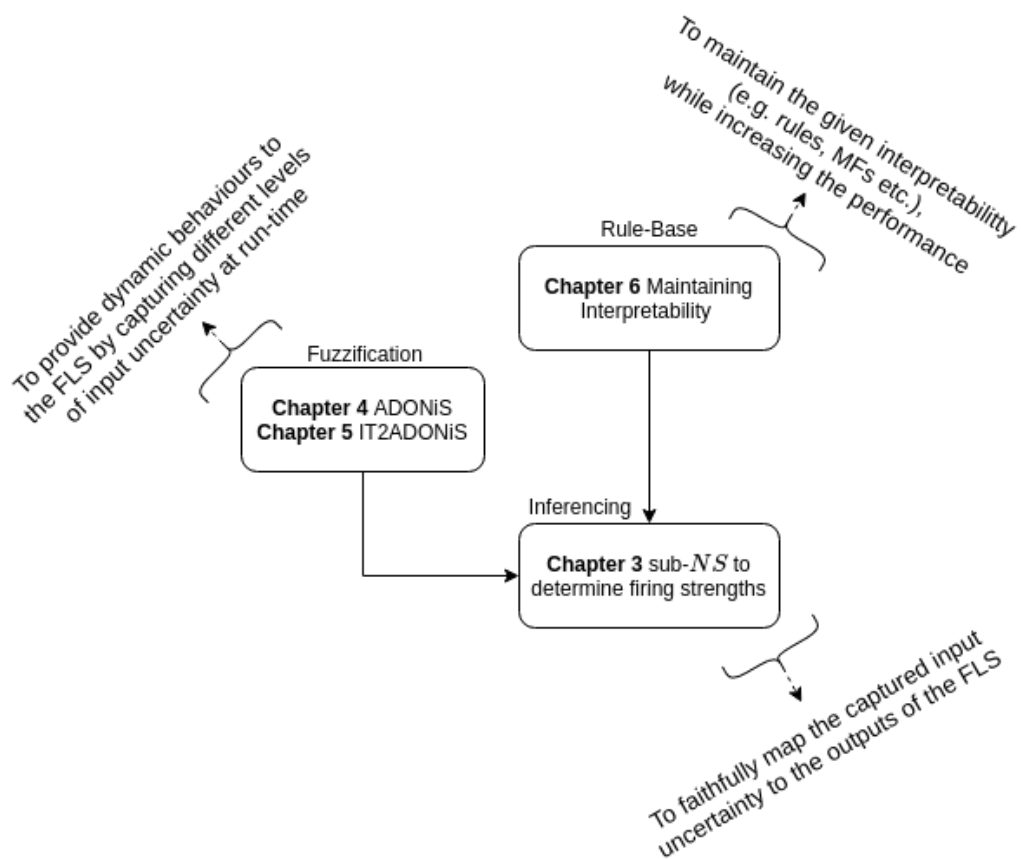 To maintain the given interpretabilitty
(e.g. rules, MFs etc.),
while increasing the performance
To provide dynamic behaviours to
the FLS by capturing different levels
of input uncertainty at run-time
Rule-Base
Chapter 6 Maintaining
Interpretability
Fuzzification
Chapter 4 ADONiS
Chapter 5 IT2ADONiS
Inferencing
Chapter 3 sub-NS to
determine firing strengths
To faithfully map the captured input
uncertainty to the outputs of the FLS